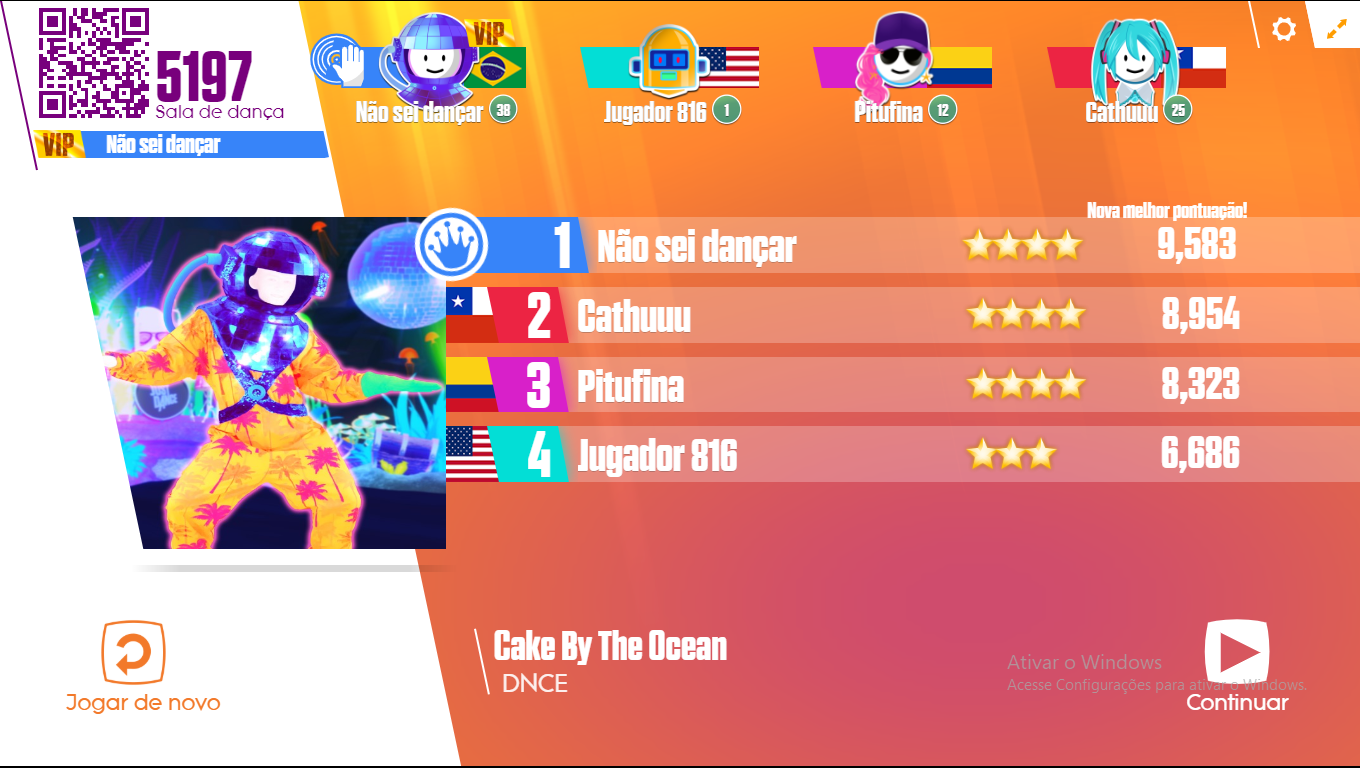 5197
Sala de dança
VIP
Não sei dançar
VIP
Não sei dançar 38
Jugador 816 1
Pitufina 12
Cathuuu 25
Nova melhor pontuação!
1 Não sei dançar 9,583
2 Cathuuu 8,954
3 Pitufina 8,323
4 Jugador 816 6,686
Jogar de novo
Cake By The Ocean
DNCE
Ativar o Windows
Acesse Configurações para ativar o Windows.
Continuar